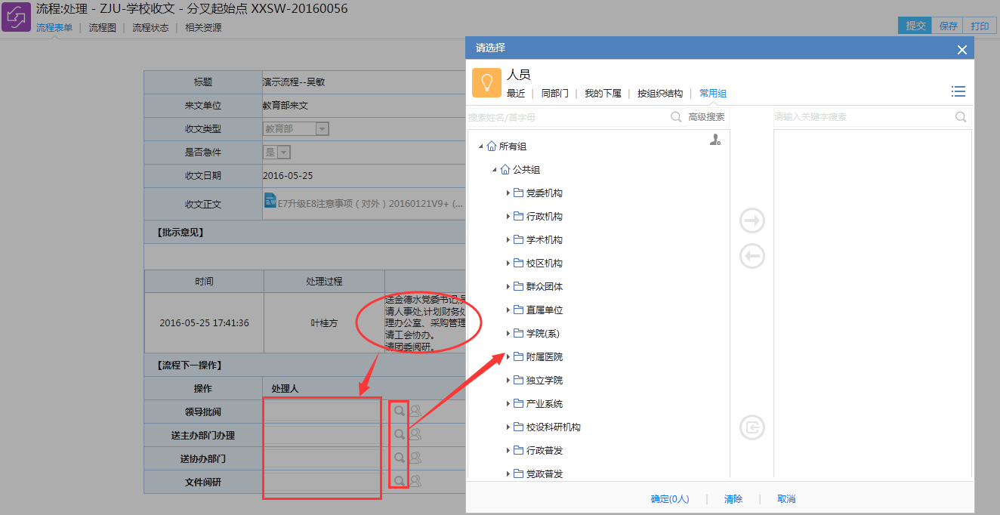 流程:处理 - ZJU-学校收文 - 分叉起始点 XXSW-20160056
流程表单 | 流程图 | 流程状态 | 相关资源
提交 保存 打印
标题 演示流程--吴敏
来文单位 教育部来文
收文类型 教育部
是否急件 是
收文日期 2016-05-25
收文正文 E7升级E8注意事项（对外）20160121V9+ (...
【批示意见】
时间 处理过程
2016-05-25 17:41:36 叶桂方
送金德水党委书记,
请人事处,计划财务处
理办公室、采购管理
请工会协办。
请团委阅研。
【流程下一操作】
操作 处理人
领导批阅
送主办部门办理
送协办部门
文件阅研
请选择
人员
最近 | 同部门 | 我的下属 | 按组织结构 | 常用组
搜索姓名/首字母 高级搜索
请输入关键字搜索
所有组
公共组
党委机构
行政机构
学术机构
校区机构
群众团体
直属单位
学院(系)
附属医院
独立学院
产业系统
校设科研机构
行政普发
党政普发
确定(0人) | 清除 | 取消